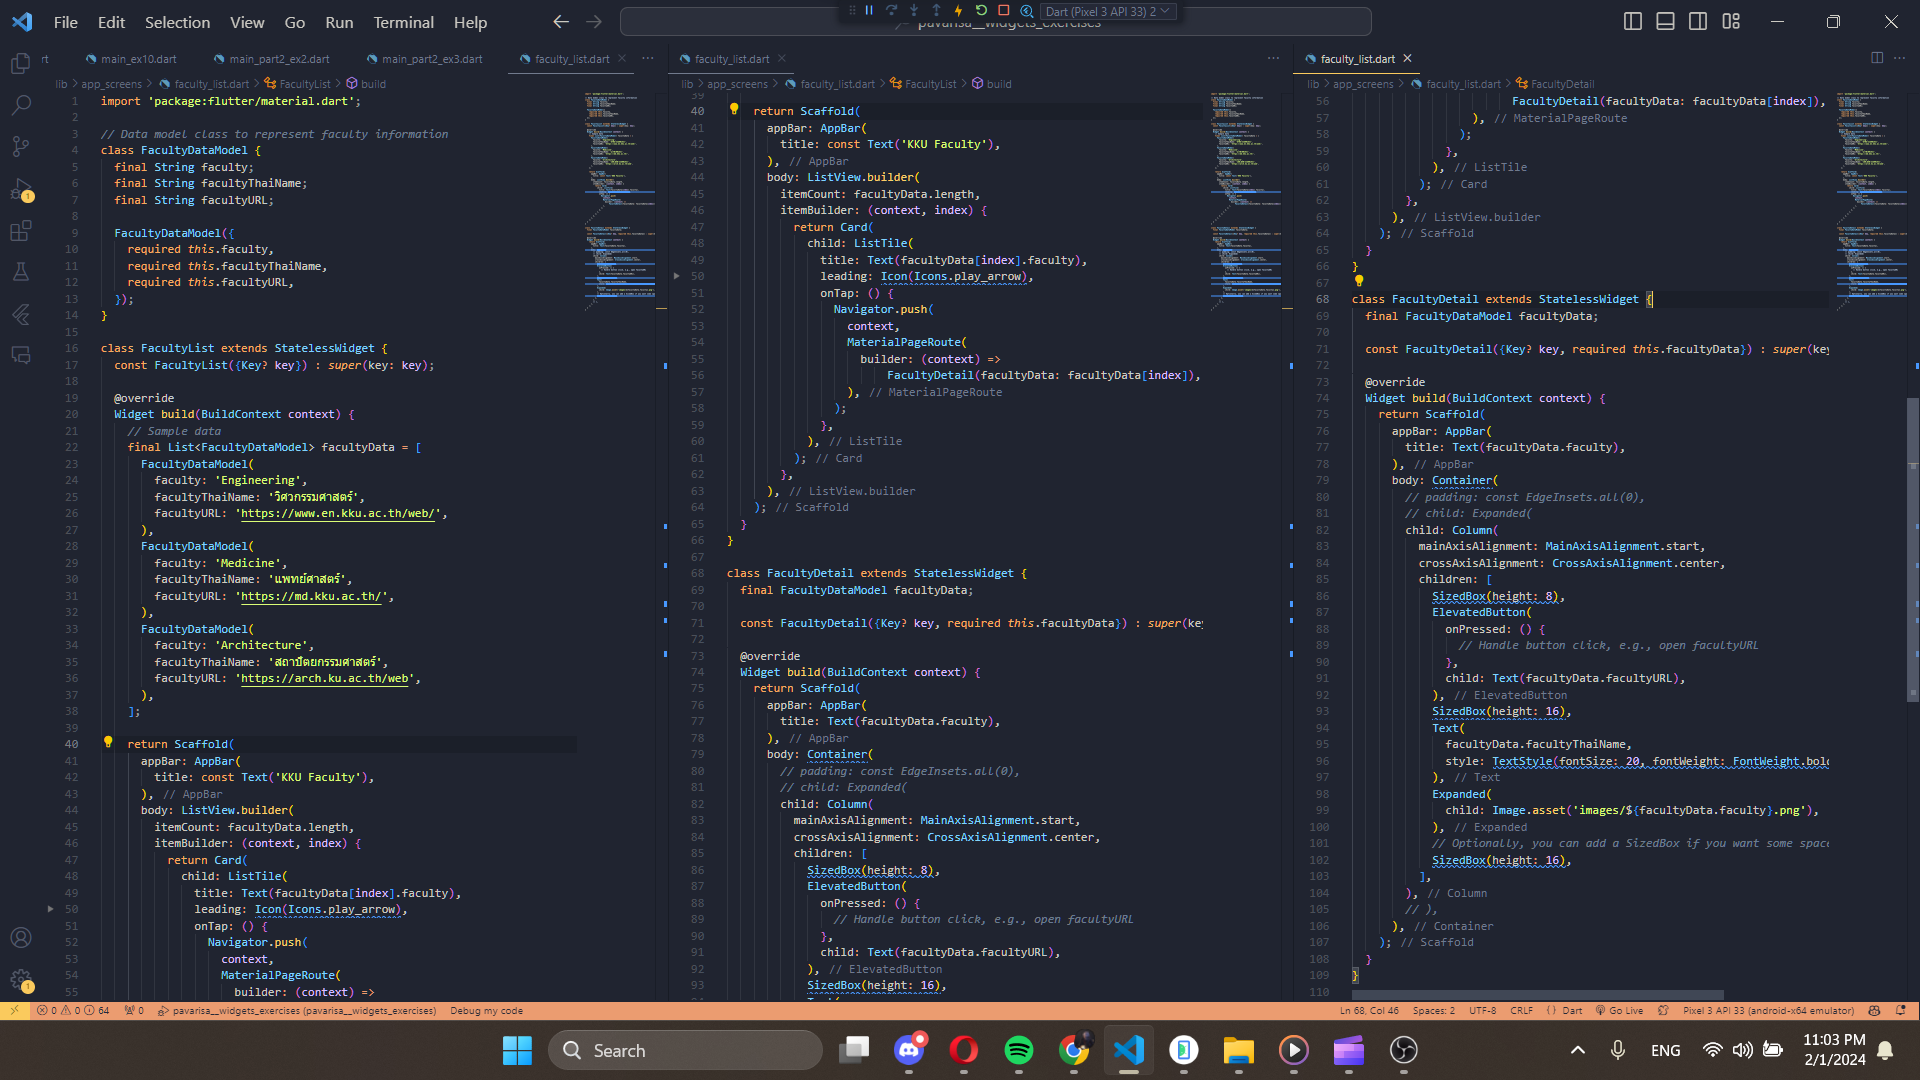 File Edit Selection View Go Run Terminal Help
Dart (Pixel 3 API 33) 2
pavarisa__widgets_exercises
rt main_ex10.dart main_part2_ex2.dart main_part2_ex3.dart faculty_list.dart
lib > app_screens > faculty_list.dart > FacultyList > build
1 import 'package:flutter/material.dart';
2
3 // Data model class to represent faculty information
4 class FacultyDataModel {
5 final String faculty;
6 final String facultyThaiName;
7 final String facultyURL;
8
9 FacultyDataModel({
10 required this.faculty,
11 required this.facultyThaiName,
12 required this.facultyURL,
13 });
14 }
15
16 class FacultyList extends StatelessWidget {
17 const FacultyList({Key? key}) : super(key: key);
18
19 @override
20 Widget build(BuildContext context) {
21 // Sample data
22 final List<FacultyDataModel> facultyData = [
23 FacultyDataModel(
24 faculty: 'Engineering',
25 facultyThaiName: 'วิศวกรรมศาสตร์',
26 facultyURL: 'https://www.en.kku.ac.th/web/',
27 ),
28 FacultyDataModel(
29 faculty: 'Medicine',
30 facultyThaiName: 'แพทย์ศาสตร์',
31 facultyURL: 'https://md.kku.ac.th/',
32 ),
33 FacultyDataModel(
34 faculty: 'Architecture',
35 facultyThaiName: 'สถาปัตยกรรมศาสตร์',
36 facultyURL: 'https://arch.ku.ac.th/web',
37 ),
38 ];
39
40 return Scaffold(
41 appBar: AppBar(
42 title: const Text('KKU Faculty'),
43 ), // AppBar
44 body: ListView.builder(
45 itemCount: facultyData.length,
46 itemBuilder: (context, index) {
47 return Card(
48 child: ListTile(
49 title: Text(facultyData[index].faculty),
50 leading: Icon(Icons.play_arrow),
51 onTap: () {
52 Navigator.push(
53 context,
54 MaterialPageRoute(
55 builder: (context) =>
faculty_list.dart
lib > app_screens > faculty_list.dart > FacultyList > build
39
40 return Scaffold(
41 appBar: AppBar(
42 title: const Text('KKU Faculty'),
43 ), // AppBar
44 body: ListView.builder(
45 itemCount: facultyData.length,
46 itemBuilder: (context, index) {
47 return Card(
48 child: ListTile(
49 title: Text(facultyData[index].faculty),
50 leading: Icon(Icons.play_arrow),
51 onTap: () {
52 Navigator.push(
53 context,
54 MaterialPageRoute(
55 builder: (context) =>
56 FacultyDetail(facultyData: facultyData[index]),
57 ), // MaterialPageRoute
58 );
59 },
60 ), // ListTile
61 ); // Card
62 },
63 ), // ListView.builder
64 ); // Scaffold
65 }
66 }
67
68 class FacultyDetail extends StatelessWidget {
69 final FacultyDataModel facultyData;
70
71 const FacultyDetail({Key? key, required this.facultyData}) : super(key
72
73 @override
74 Widget build(BuildContext context) {
75 return Scaffold(
76 appBar: AppBar(
77 title: Text(facultyData.faculty),
78 ), // AppBar
79 body: Container(
80 // padding: const EdgeInsets.all(0),
81 // child: Expanded(
82 child: Column(
83 mainAxisAlignment: MainAxisAlignment.start,
84 crossAxisAlignment: CrossAxisAlignment.center,
85 children: [
86 SizedBox(height: 8),
87 ElevatedButton(
88 onPressed: () {
89 // Handle button click, e.g., open facultyURL
90 },
91 child: Text(facultyData.facultyURL),
92 ), // ElevatedButton
93 SizedBox(height: 16),
faculty_list.dart
lib > app_screens > faculty_list.dart > FacultyDetail
56 FacultyDetail(facultyData: facultyData[index]),
57 ), // MaterialPageRoute
58 );
59 },
60 ), // ListTile
61 ); // Card
62 },
63 ), // ListView.builder
64 ); // Scaffold
65 }
66 }
67
68 class FacultyDetail extends StatelessWidget {
69 final FacultyDataModel facultyData;
70
71 const FacultyDetail({Key? key, required this.facultyData}) : super(key
72
73 @override
74 Widget build(BuildContext context) {
75 return Scaffold(
76 appBar: AppBar(
77 title: Text(facultyData.faculty),
78 ), // AppBar
79 body: Container(
80 // padding: const EdgeInsets.all(0),
81 // child: Expanded(
82 child: Column(
83 mainAxisAlignment: MainAxisAlignment.start,
84 crossAxisAlignment: CrossAxisAlignment.center,
85 children: [
86 SizedBox(height: 8),
87 ElevatedButton(
88 onPressed: () {
89 // Handle button click, e.g., open facultyURL
90 },
91 child: Text(facultyData.facultyURL),
92 ), // ElevatedButton
93 SizedBox(height: 16),
94 Text(
95 facultyData.facultyThaiName,
96 style: TextStyle(fontSize: 20, fontWeight: FontWeight.bold
97 ), // Text
98 Expanded(
99 child: Image.asset('images/${facultyData.faculty}.png'),
100 ), // Expanded
101 // Optionally, you can add a SizedBox if you want some space
102 SizedBox(height: 16),
103 ],
104 ), // Column
105 // ),
106 ), // Container
107 ); // Scaffold
108 }
109 }
110
0 0 64 0 pavarisa__widgets_exercises (pavarisa__widgets_exercises) Debug my code Ln 68, Col 46 Spaces: 2 UTF-8 CRLF {} Dart Go Live Pixel 3 API 33 (android-x64 emulator)
Search ENG 11:03 PM
2/1/2024